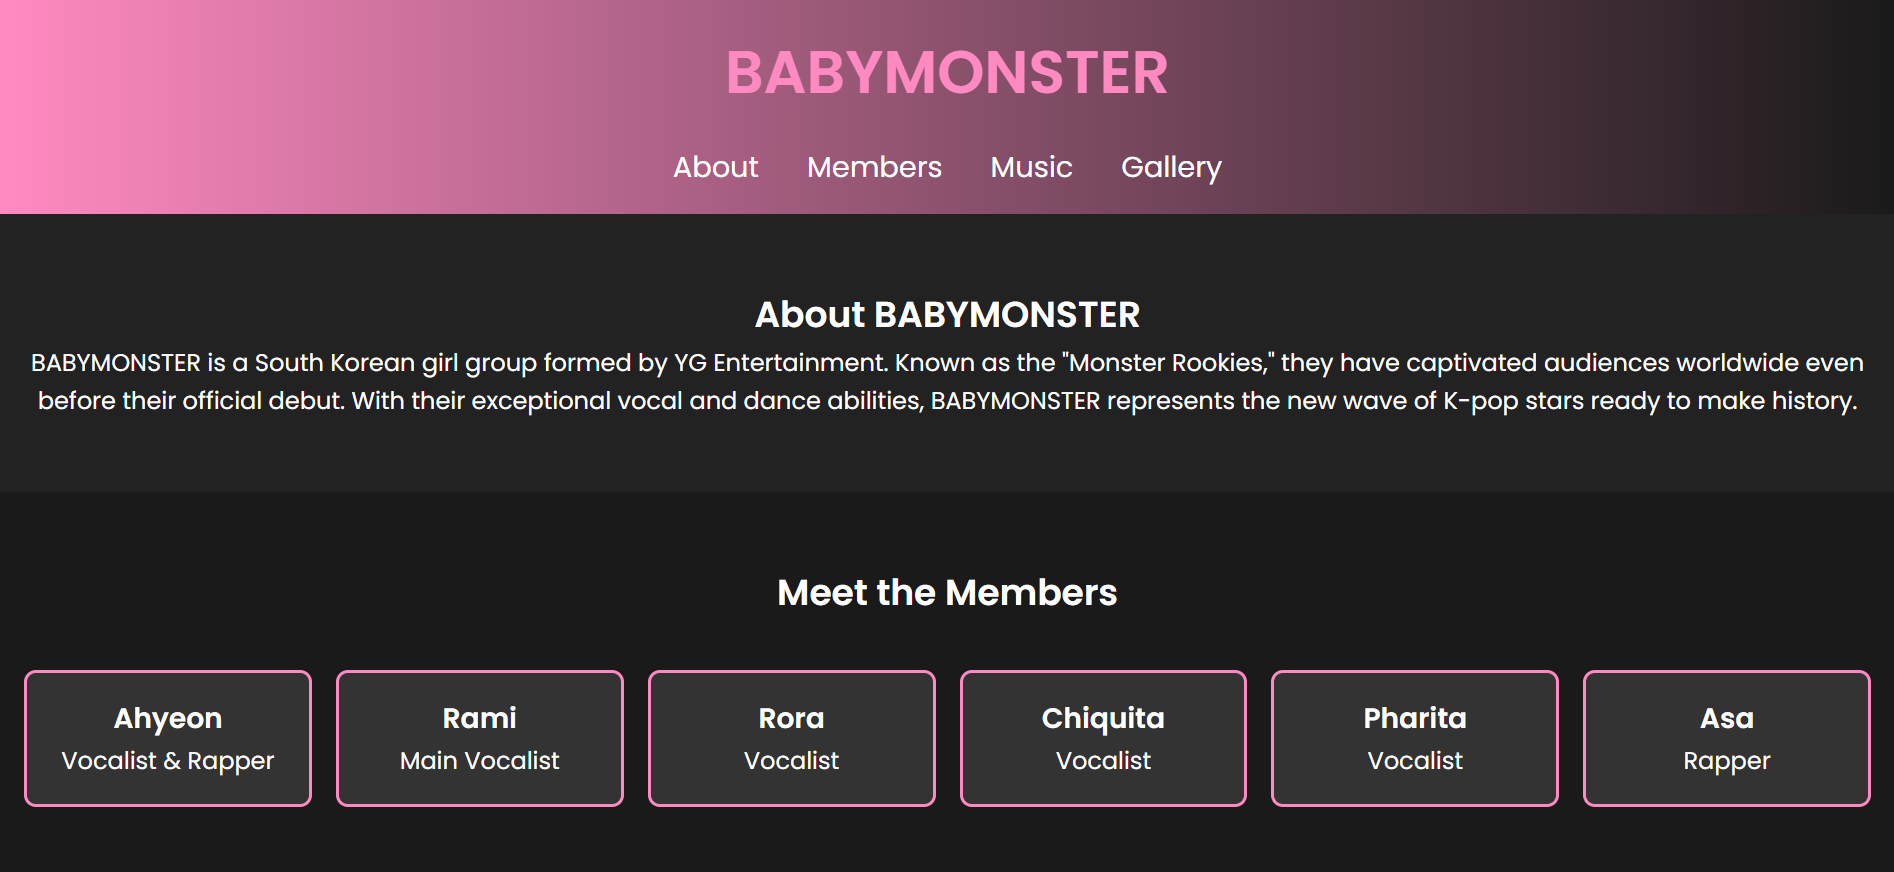 BABYMONSTER
About Members Music Gallery
About BABYMONSTER
BABYMONSTER is a South Korean girl group formed by YG Entertainment. Known as the "Monster Rookies," they have captivated audiences worldwide even
before their official debut. With their exceptional vocal and dance abilities, BABYMONSTER represents the new wave of K-pop stars ready to make history.
Meet the Members
Ahyeon
Vocalist & Rapper
Rami
Main Vocalist
Rora
Vocalist
Chiquita
Vocalist
Pharita
Vocalist
Asa
Rapper